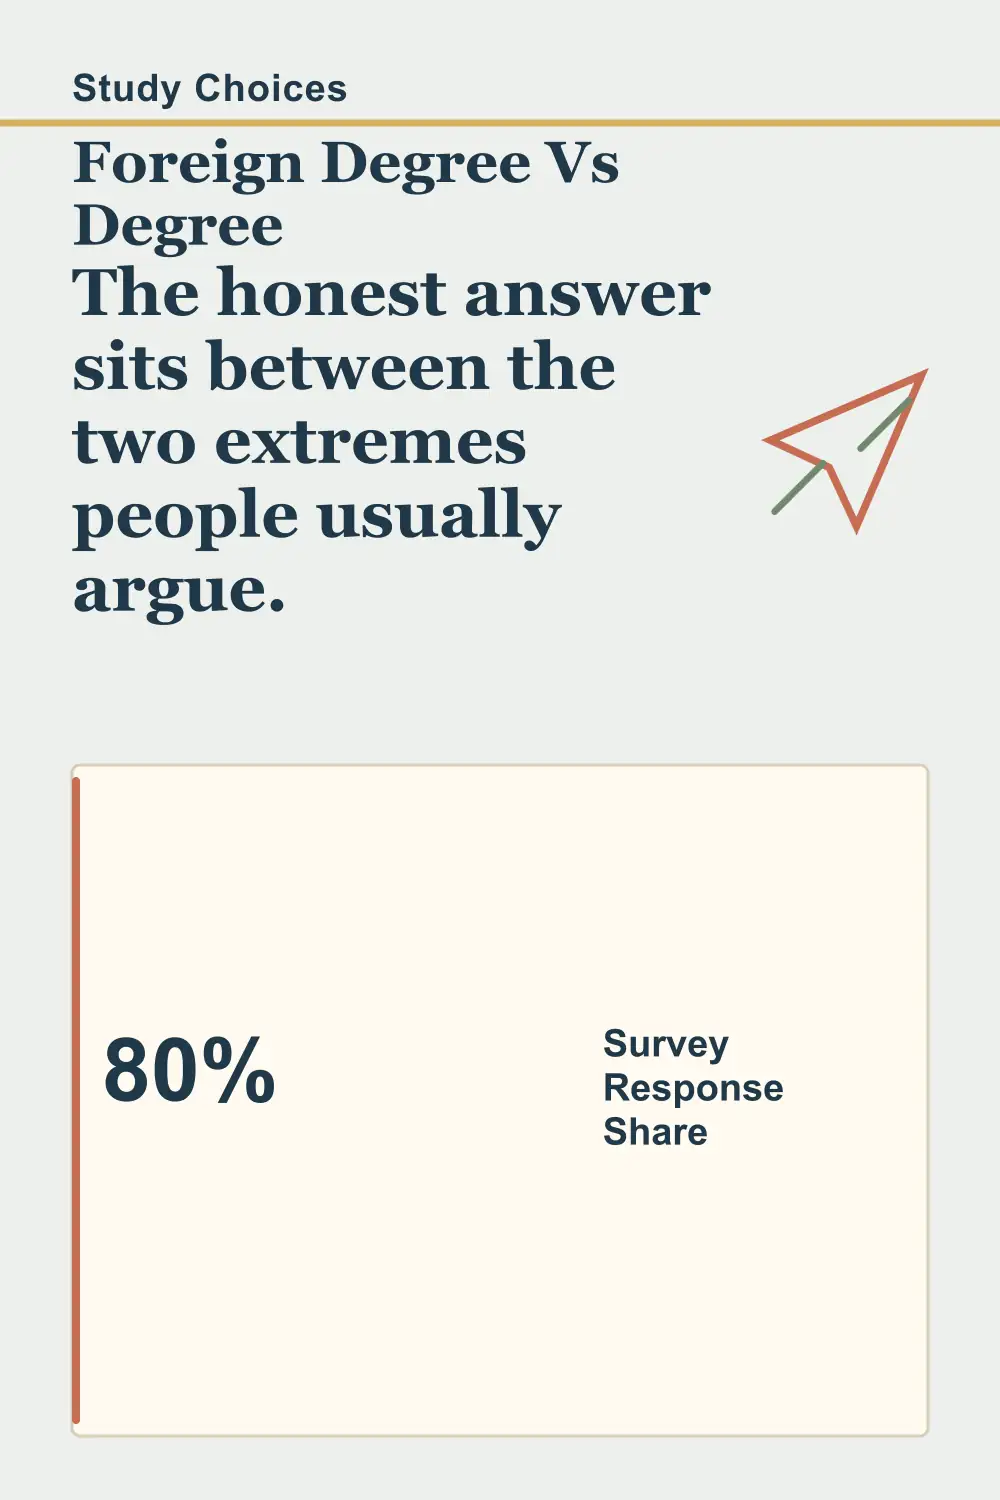 Study Choices
Foreign Degree Vs
Degree
The honest answer
sits between the
two extremes
people usually
argue.
80%
Survey
Response
Share